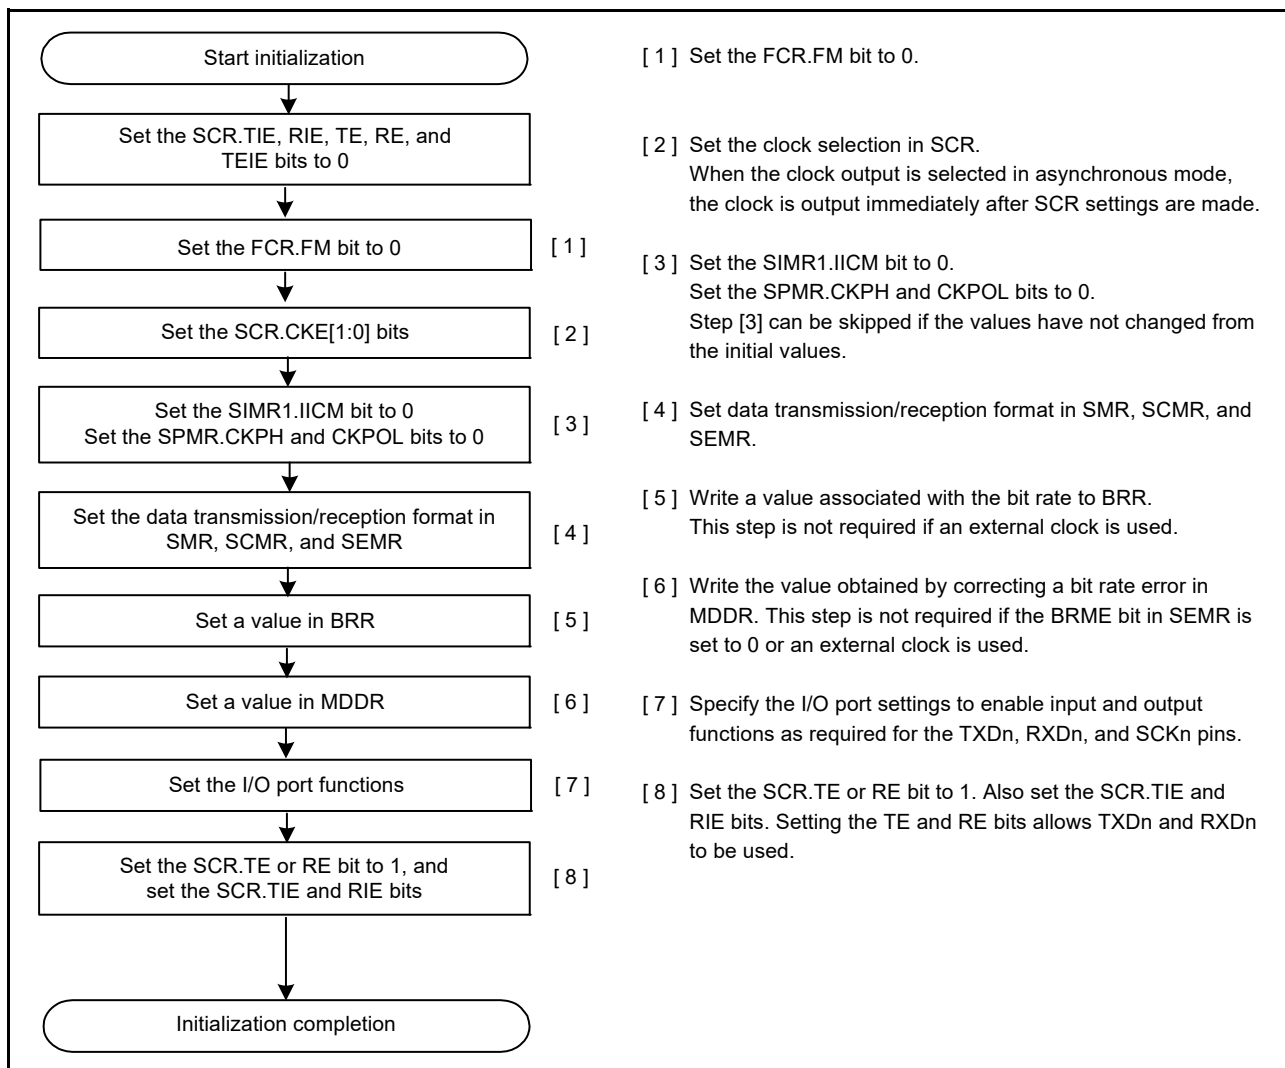 Start initialization
Set the SCR.TIE, RIE, TE, RE, and
TEIE bits to 0
Set the FCR.FM bit to 0
[ 1 ]
Set the SCR.CKE[1:0] bits
[ 2 ]
Set the SIMR1.IICM bit to 0
Set the SPMR.CKPH and CKPOL bits to 0
[ 3 ]
Set the data transmission/reception format in
SMR, SCMR, and SEMR
[ 4 ]
Set a value in BRR
[ 5 ]
Set a value in MDDR
[ 6 ]
Set the I/O port functions
[ 7 ]
Set the SCR.TE or RE bit to 1, and
set the SCR.TIE and RIE bits
[ 8 ]
Initialization completion
[ 1 ] Set the FCR.FM bit to 0.
[ 2 ] Set the clock selection in SCR.
When the clock output is selected in asynchronous mode,
the clock is output immediately after SCR settings are made.
[ 3 ] Set the SIMR1.IICM bit to 0.
Set the SPMR.CKPH and CKPOL bits to 0.
Step [3] can be skipped if the values have not changed from
the initial values.
[ 4 ] Set data transmission/reception format in SMR, SCMR, and
SEMR.
[ 5 ] Write a value associated with the bit rate to BRR.
This step is not required if an external clock is used.
[ 6 ] Write the value obtained by correcting a bit rate error in
MDDR. This step is not required if the BRME bit in SEMR is
set to 0 or an external clock is used.
[ 7 ] Specify the I/O port settings to enable input and output
functions as required for the TXDn, RXDn, and SCKn pins.
[ 8 ] Set the SCR.TE or RE bit to 1. Also set the SCR.TIE and
RIE bits. Setting the TE and RE bits allows TXDn and RXDn
to be used.